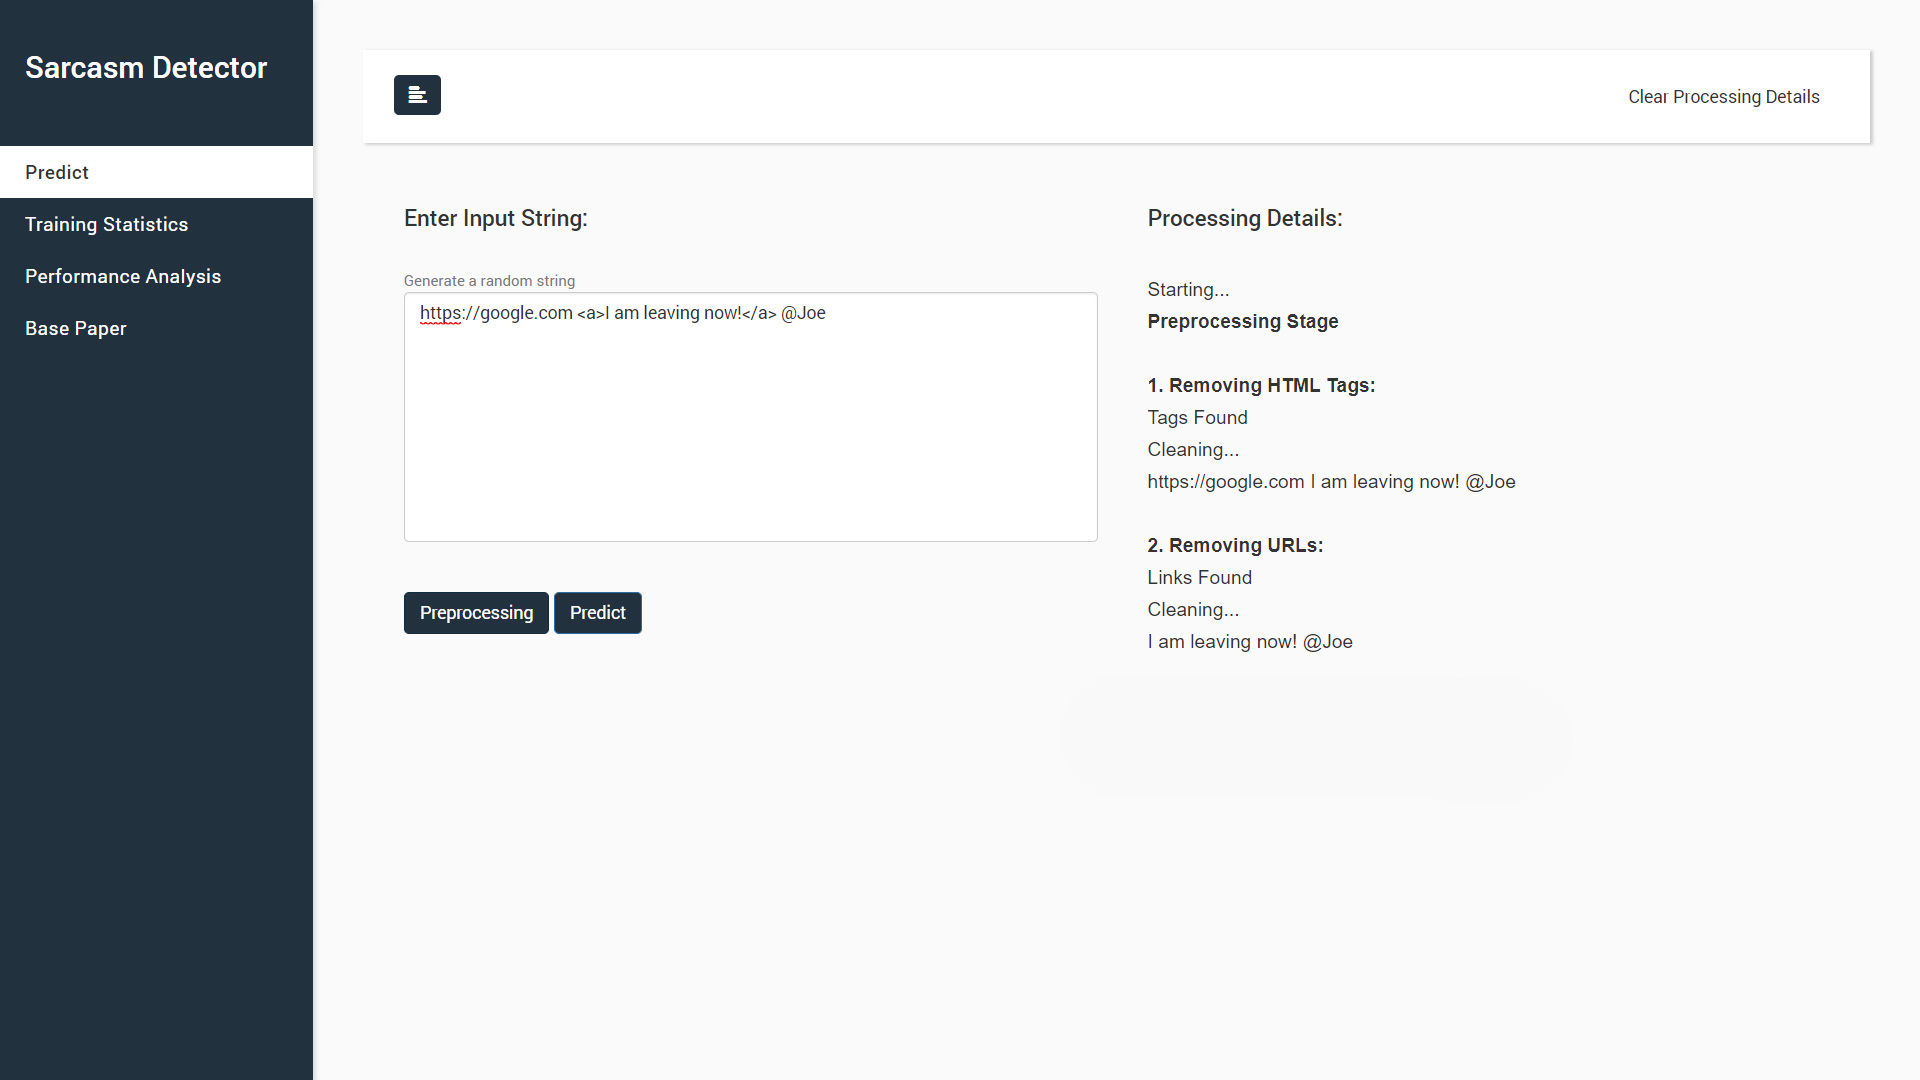 Sarcasm Detector
Predict
Training Statistics
Performance Analysis
Base Paper
Clear Processing Details
Enter Input String:
Generate a random string
https://google.com <a>I am leaving now!</a> @Joe
Preprocessing
Predict
Processing Details:
Starting...
Preprocessing Stage
1. Removing HTML Tags:
Tags Found
Cleaning...
https://google.com I am leaving now! @Joe
2. Removing URLs:
Links Found
Cleaning...
I am leaving now! @Joe